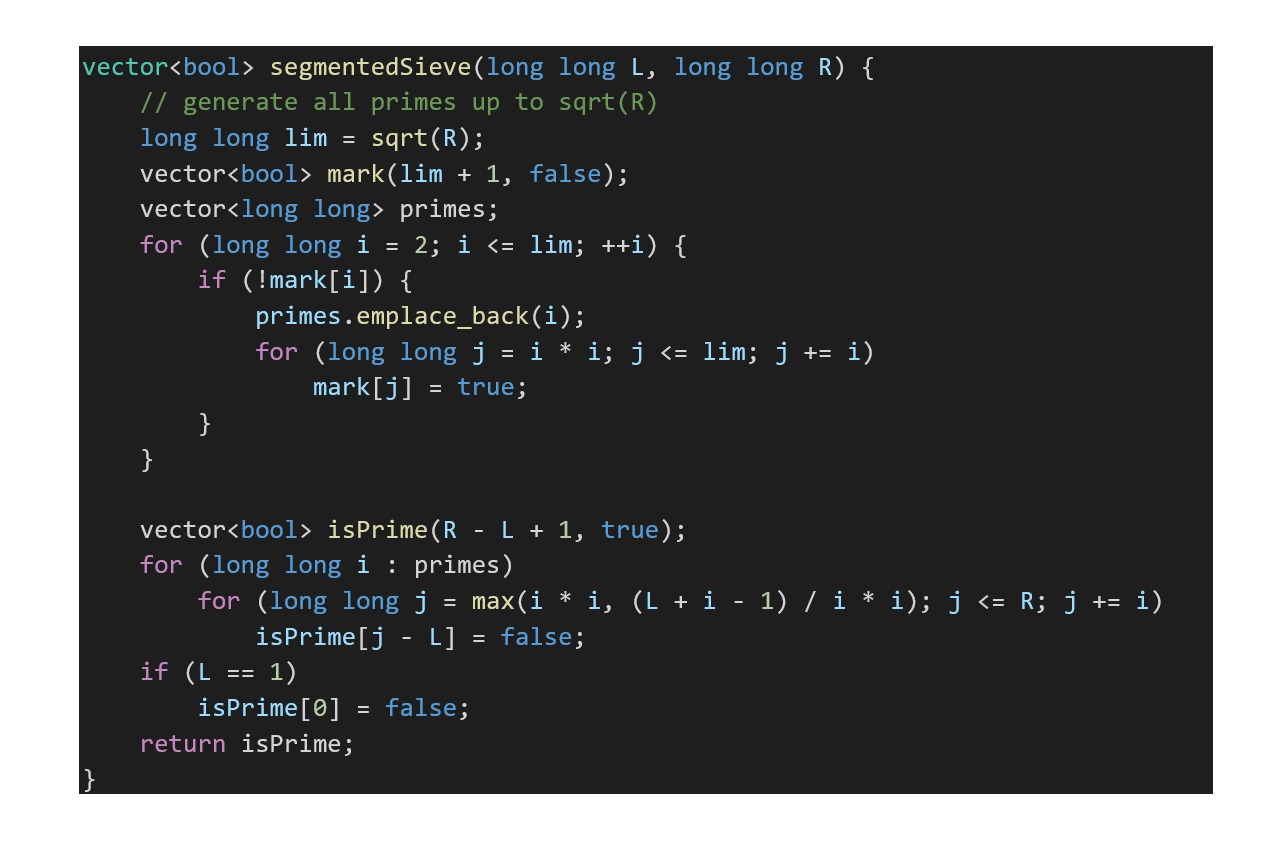 vector<bool> segmentedSieve(long long L, long long R) {
    // generate all primes up to sqrt(R)
    long long lim = sqrt(R);
    vector<bool> mark(lim + 1, false);
    vector<long long> primes;
    for (long long i = 2; i <= lim; ++i) {
        if (!mark[i]) {
            primes.emplace_back(i);
            for (long long j = i * i; j <= lim; j += i)
                mark[j] = true;
        }
    }

    vector<bool> isPrime(R - L + 1, true);
    for (long long i : primes)
        for (long long j = max(i * i, (L + i - 1) / i * i); j <= R; j += i)
            isPrime[j - L] = false;
    if (L == 1)
        isPrime[0] = false;
    return isPrime;
}